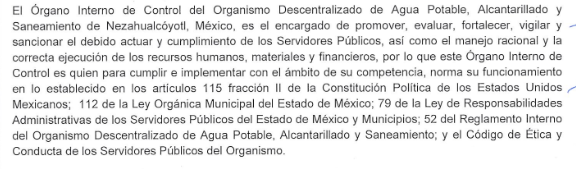 El Órgano Interno de Control del Organismo Descentralizado de Agua Potable, Alcantarillado y
Saneamiento de Nezahualcóyotl, México, es el encargado de promover, evaluar, fortalecer, vigilar y
sancionar el debido actuar y cumplimiento de los Servidores Públicos, así como el manejo racional y la
correcta ejecución de los recursos humanos, materiales y financieros, por lo que este Órgano Interno de
Control es quien para cumplir e implementar con el ámbito de su competencia, norma su funcionamiento
en lo establecido en los artículos 115 fracción II de la Constitución Política de los Estados Unidos
Mexicanos; 112 de la Ley Orgánica Municipal del Estado de México; 79 de la Ley de Responsabilidades
Administrativas de los Servidores Públicos del Estado de México y Municipios; 52 del Reglamento Interno
del Organismo Descentralizado de Agua Potable, Alcantarillado y Saneamiento; y el Código de Ética y
Conducta de los Servidores Públicos del Organismo.